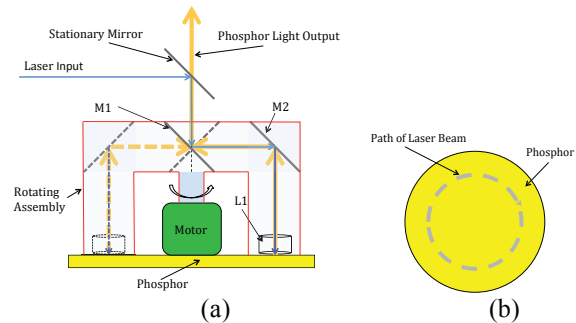 (a)
Stationary Mirror
Phosphor Light Output
Laser Input
M1
M2
Rotating
Assembly
L1
Motor
Phosphor
(a)
Path of Laser Beam
Phosphor
(b)